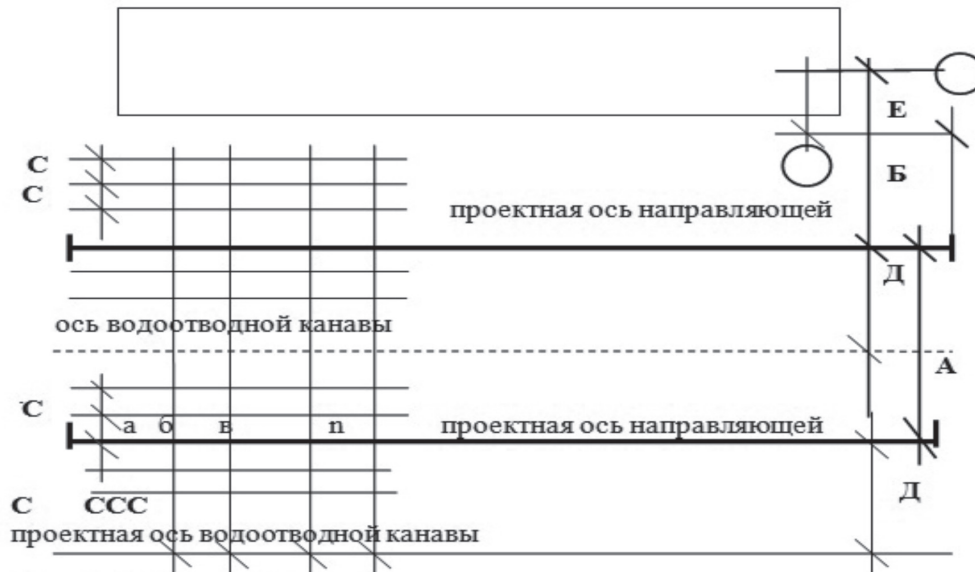 Е
С
С
Б
проектная ось направляющей
Д
ось водоотводной канавы
А
С
а б в п проектная ось направляющей
Д
С ССС
проектная ось водоотводной канавы